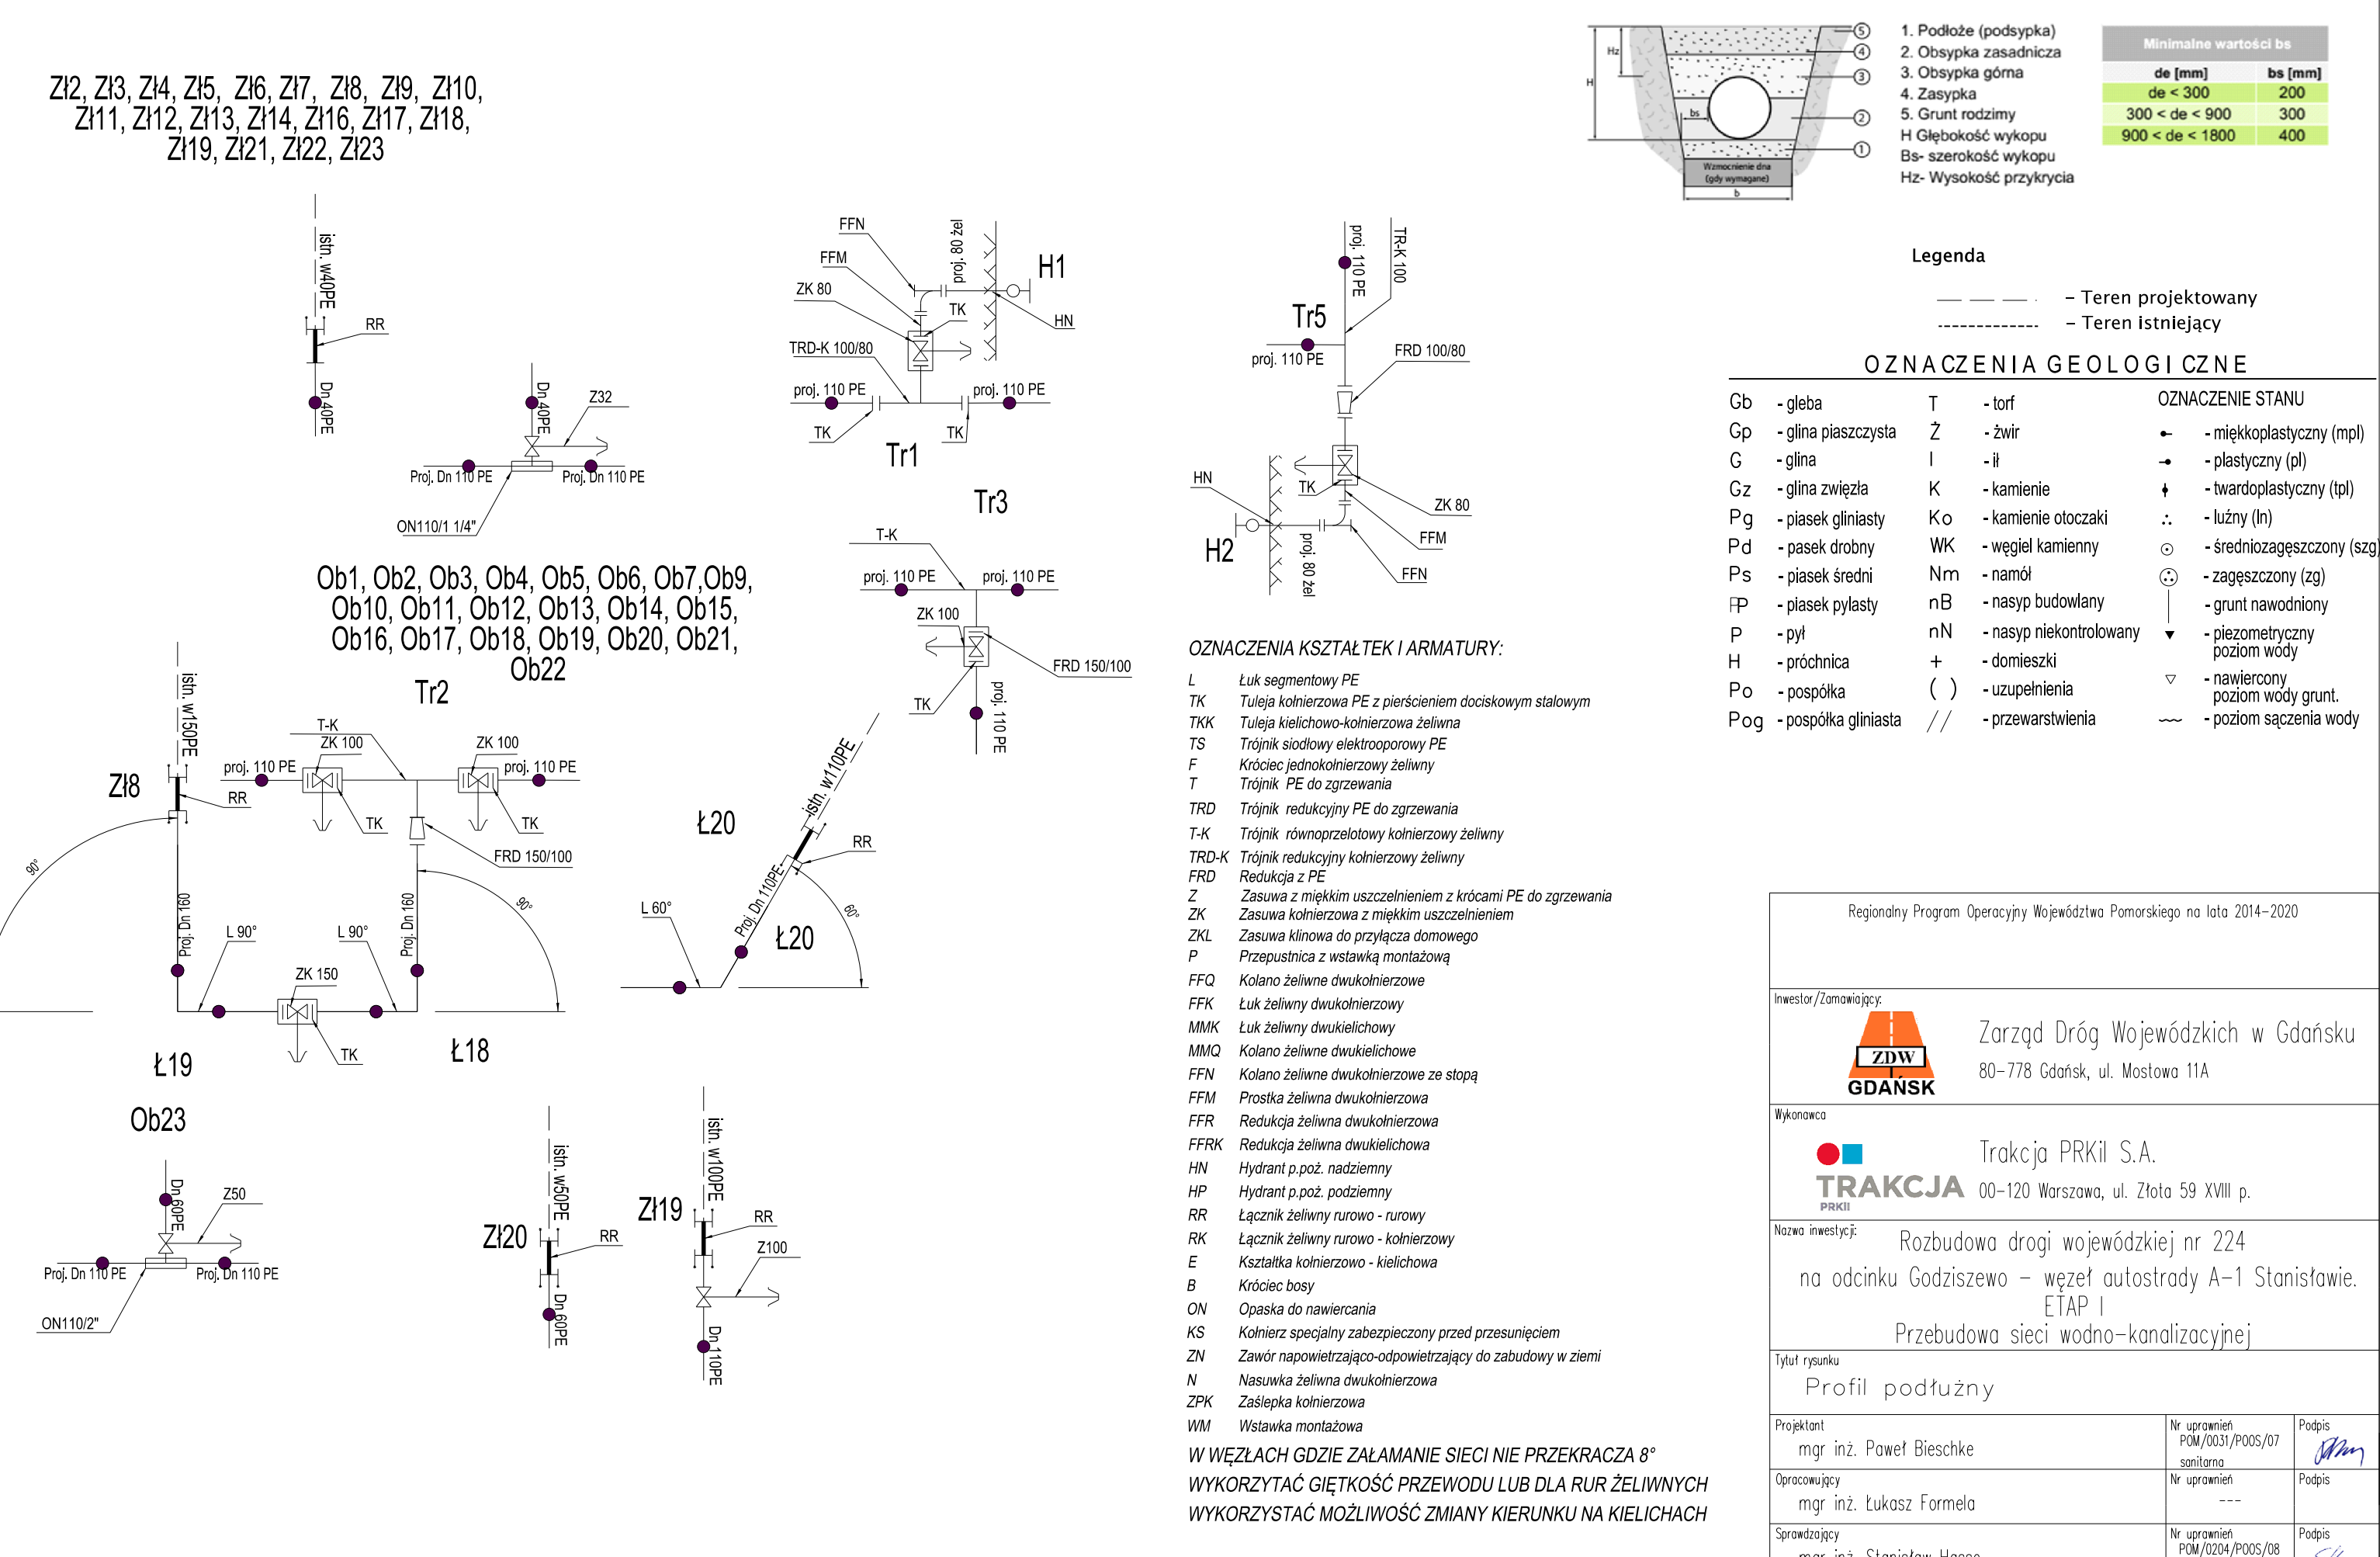 Zł2, Zł3, Zł4, Zł5, Zł6, Zł7, Zł8, Zł9, Zł10,
Zł11, Zł12, Zł13, Zł14, Zł16, Zł17, Zł18,
Zł19, Zł21, Zł22, Zł23
istn. w40PE
RR
Dn 40PE
Dn 40PE
Z32
Proj. Dn 110 PE
Proj. Dn 110 PE
ON110/1 1/4"
Ob1, Ob2, Ob3, Ob4, Ob5, Ob6, Ob7,Ob9,
Ob10, Ob11, Ob12, Ob13, Ob14, Ob15,
Ob16, Ob17, Ob18, Ob19, Ob20, Ob21,
Ob22
FFN
FFM
ZK 80
TRD-K 100/80
proj. 80 żel
H1
TK
HN
proj. 110 PE
proj. 110 PE
TK
TK
Tr1
proj. 110 PE
TR-K 100
Tr5
proj. 110 PE
FRD 100/80
HN
TK
ZK 80
H2
FFM
proj. 80 żel
FFN
Tr3
T-K
proj. 110 PE
proj. 110 PE
ZK 100
FRD 150/100
TK
proj. 110 PE
Tr2
istn. w150PE
T-K
ZK 100
ZK 100
proj. 110 PE
proj. 110 PE
Zł8
RR
TK
TK
FRD 150/100
90°
90°
Proj. Dn 160
Proj. Dn 160
L 90°
L 90°
ZK 150
TK
Ł19
Ł18
istn. w110PE
Ł20
RR
Proj. Dn 110PE
L 60°
60°
Ł20
Ob23
Dn 60PE
Z50
Proj. Dn 110 PE
Proj. Dn 110 PE
ON110/2"
istn. w50PE
Zł20
RR
Dn 60PE
istn. w100PE
Zł19
RR
Z100
Dn 110PE
Hz
H
bs
Wzmocnienie dna
(gdy wymagane)
b
5
4
3
2
1
1. Podłoże (podsypka)
2. Obsypka zasadnicza
3. Obsypka górna
4. Zasypka
5. Grunt rodzimy
H Głębokość wykopu
Bs- szerokość wykopu
Hz- Wysokość przykrycia
Minimalne wartości bs
de [mm] bs [mm]
de < 300 200
300 < de < 900 300
900 < de < 1800 400
Legenda
– Teren projektowany
– Teren istniejący
OZNACZENIA GEOLOGICZNE
Gb - gleba
Gp - glina piaszczysta
G - glina
Gz - glina zwięzła
Pg - piasek gliniasty
Pd - pasek drobny
Ps - piasek średni
PP - piasek pylasty
P - pył
H - próchnica
Po - pospółka
Pog - pospółka gliniasta
T - torf
Ż - żwir
I - ił
K - kamienie
Ko - kamienie otoczaki
WK - węgiel kamienny
Nm - namół
nB - nasyp budowlany
nN - nasyp niekontrolowany
+ - domieszki
( ) - uzupełnienia
// - przewarstwienia
OZNACZENIE STANU
- miękkoplastyczny (mpl)
- plastyczny (pl)
- twardoplastyczny (tpl)
- luźny (ln)
- średniozagęszczony (szg)
- zagęszczony (zg)
- grunt nawodniony
- piezometryczny
poziom wody
- nawiercony
poziom wody grunt.
- poziom sączenia wody
OZNACZENIA KSZTAŁTEK I ARMATURY:
L Łuk segmentowy PE
TK Tuleja kołnierzowa PE z pierścieniem dociskowym stalowym
TKK Tuleja kielichowo-kołnierzowa żeliwna
TS Trójnik siodłowy elektrooporowy PE
F Króciec jednokołnierzowy żeliwny
T Trójnik PE do zgrzewania
TRD Trójnik redukcyjny PE do zgrzewania
T-K Trójnik równoprzelotowy kołnierzowy żeliwny
TRD-K Trójnik redukcyjny kołnierzowy żeliwny
FRD Redukcja z PE
Z Zasuwa z miękkim uszczelnieniem z krócami PE do zgrzewania
ZK Zasuwa kołnierzowa z miękkim uszczelnieniem
ZKL Zasuwa klinowa do przyłącza domowego
P Przepustnica z wstawką montażową
FFQ Kolano żeliwne dwukołnierzowe
FFK Łuk żeliwny dwukołnierzowy
MMK Łuk żeliwny dwukielichowy
MMQ Kolano żeliwne dwukielichowe
FFN Kolano żeliwne dwukołnierzowe ze stopą
FFM Prostka żeliwna dwukołnierzowa
FFR Redukcja żeliwna dwukołnierzowa
FFRK Redukcja żeliwna dwukielichowa
HN Hydrant p.poż. nadziemny
HP Hydrant p.poż. podziemny
RR Łącznik żeliwny rurowo - rurowy
RK Łącznik żeliwny rurowo - kołnierzowy
E Kształtka kołnierzowo - kielichowa
B Króciec bosy
ON Opaska do nawiercania
KS Kołnierz specjalny zabezpieczony przed przesunięciem
ZN Zawór napowietrzająco-odpowietrzający do zabudowy w ziemi
N Nasuwka żeliwna dwukołnierzowa
ZPK Zaślepka kołnierzowa
WM Wstawka montażowa
W WĘZŁACH GDZIE ZAŁAMANIE SIECI NIE PRZEKRACZA 8°
WYKORZYTAĆ GIĘTKOŚĆ PRZEWODU LUB DLA RUR ŻELIWNYCH
WYKORZYSTAĆ MOŻLIWOŚĆ ZMIANY KIERUNKU NA KIELICHACH
Regionalny Program Operacyjny Województwa Pomorskiego na lata 2014-2020
Inwestor/Zamawiający:
ZDW
GDAŃSK
Zarząd Dróg Wojewódzkich w Gdańsku
80-778 Gdańsk, ul. Mostowa 11A
Wykonawca
TRAKCJA
PRKiI
Trakcja PRKiI S.A.
00-120 Warszawa, ul. Złota 59 XVIII p.
Nazwa inwestycji:
Rozbudowa drogi wojewódzkiej nr 224
na odcinku Godziszewo – węzeł autostrady A-1 Stanisławie.
ETAP I
Przebudowa sieci wodno-kanalizacyjnej
Tytuł rysunku
Profil podłużny
Projektant
mgr inż. Paweł Bieschke
Nr uprawnień
POM/0031/POOS/07
sanitarna
Podpis
Opracowujący
mgr inż. Łukasz Formela
Nr uprawnień
---
Podpis
Sprawdzający
mgr inż. Stanisław
Nr uprawnień
POM/0204/POOS/08
Podpis